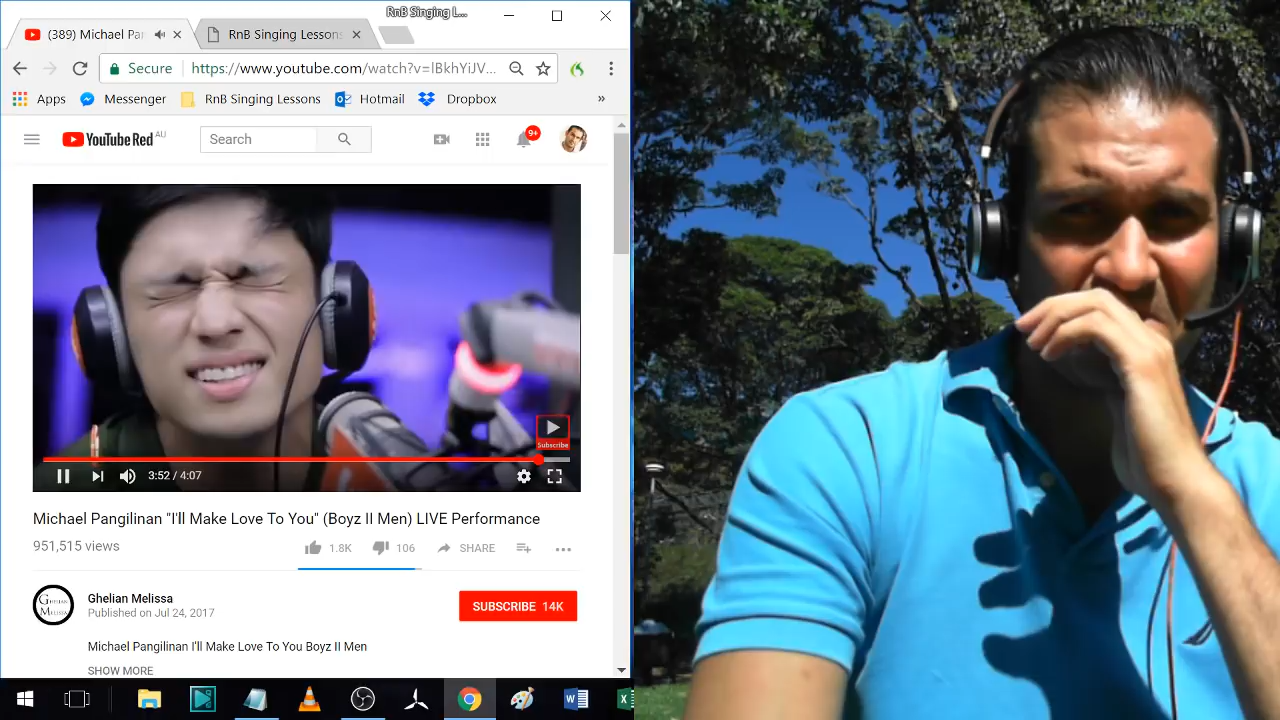 RnB Singing L...
(389) Michael Pa
RnB Singing Lessons
Secure
https://www.youtube.com/watch?v=lBkhYiJV...
Apps
Messenger
RnB Singing Lessons
Hotmail
Dropbox
»
YouTube Red AU
Search
9+
Subscribe
3:52 / 4:07
Michael Pangilinan "I'll Make Love To You" (Boyz II Men) LIVE Performance
951,515 views
1.8K
106
SHARE
GHELIAN MELISSA
Ghelian Melissa
Published on Jul 24, 2017
SUBSCRIBE 14K
Michael Pangilinan I'll Make Love To You Boyz II Men
SHOW MORE